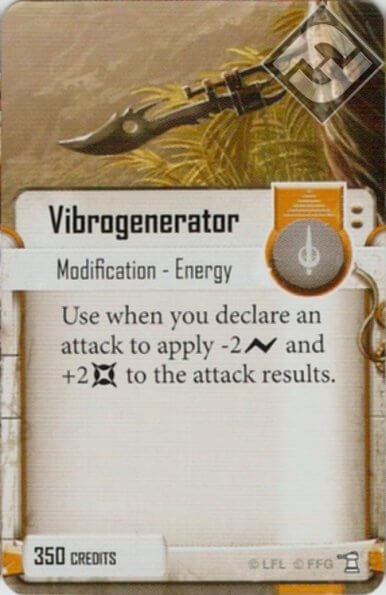 Vibrogenerator
Modification - Energy
Use when you declare an
attack to apply -2 and
+2 to the attack results.
350 CREDITS
© LFL © FFG